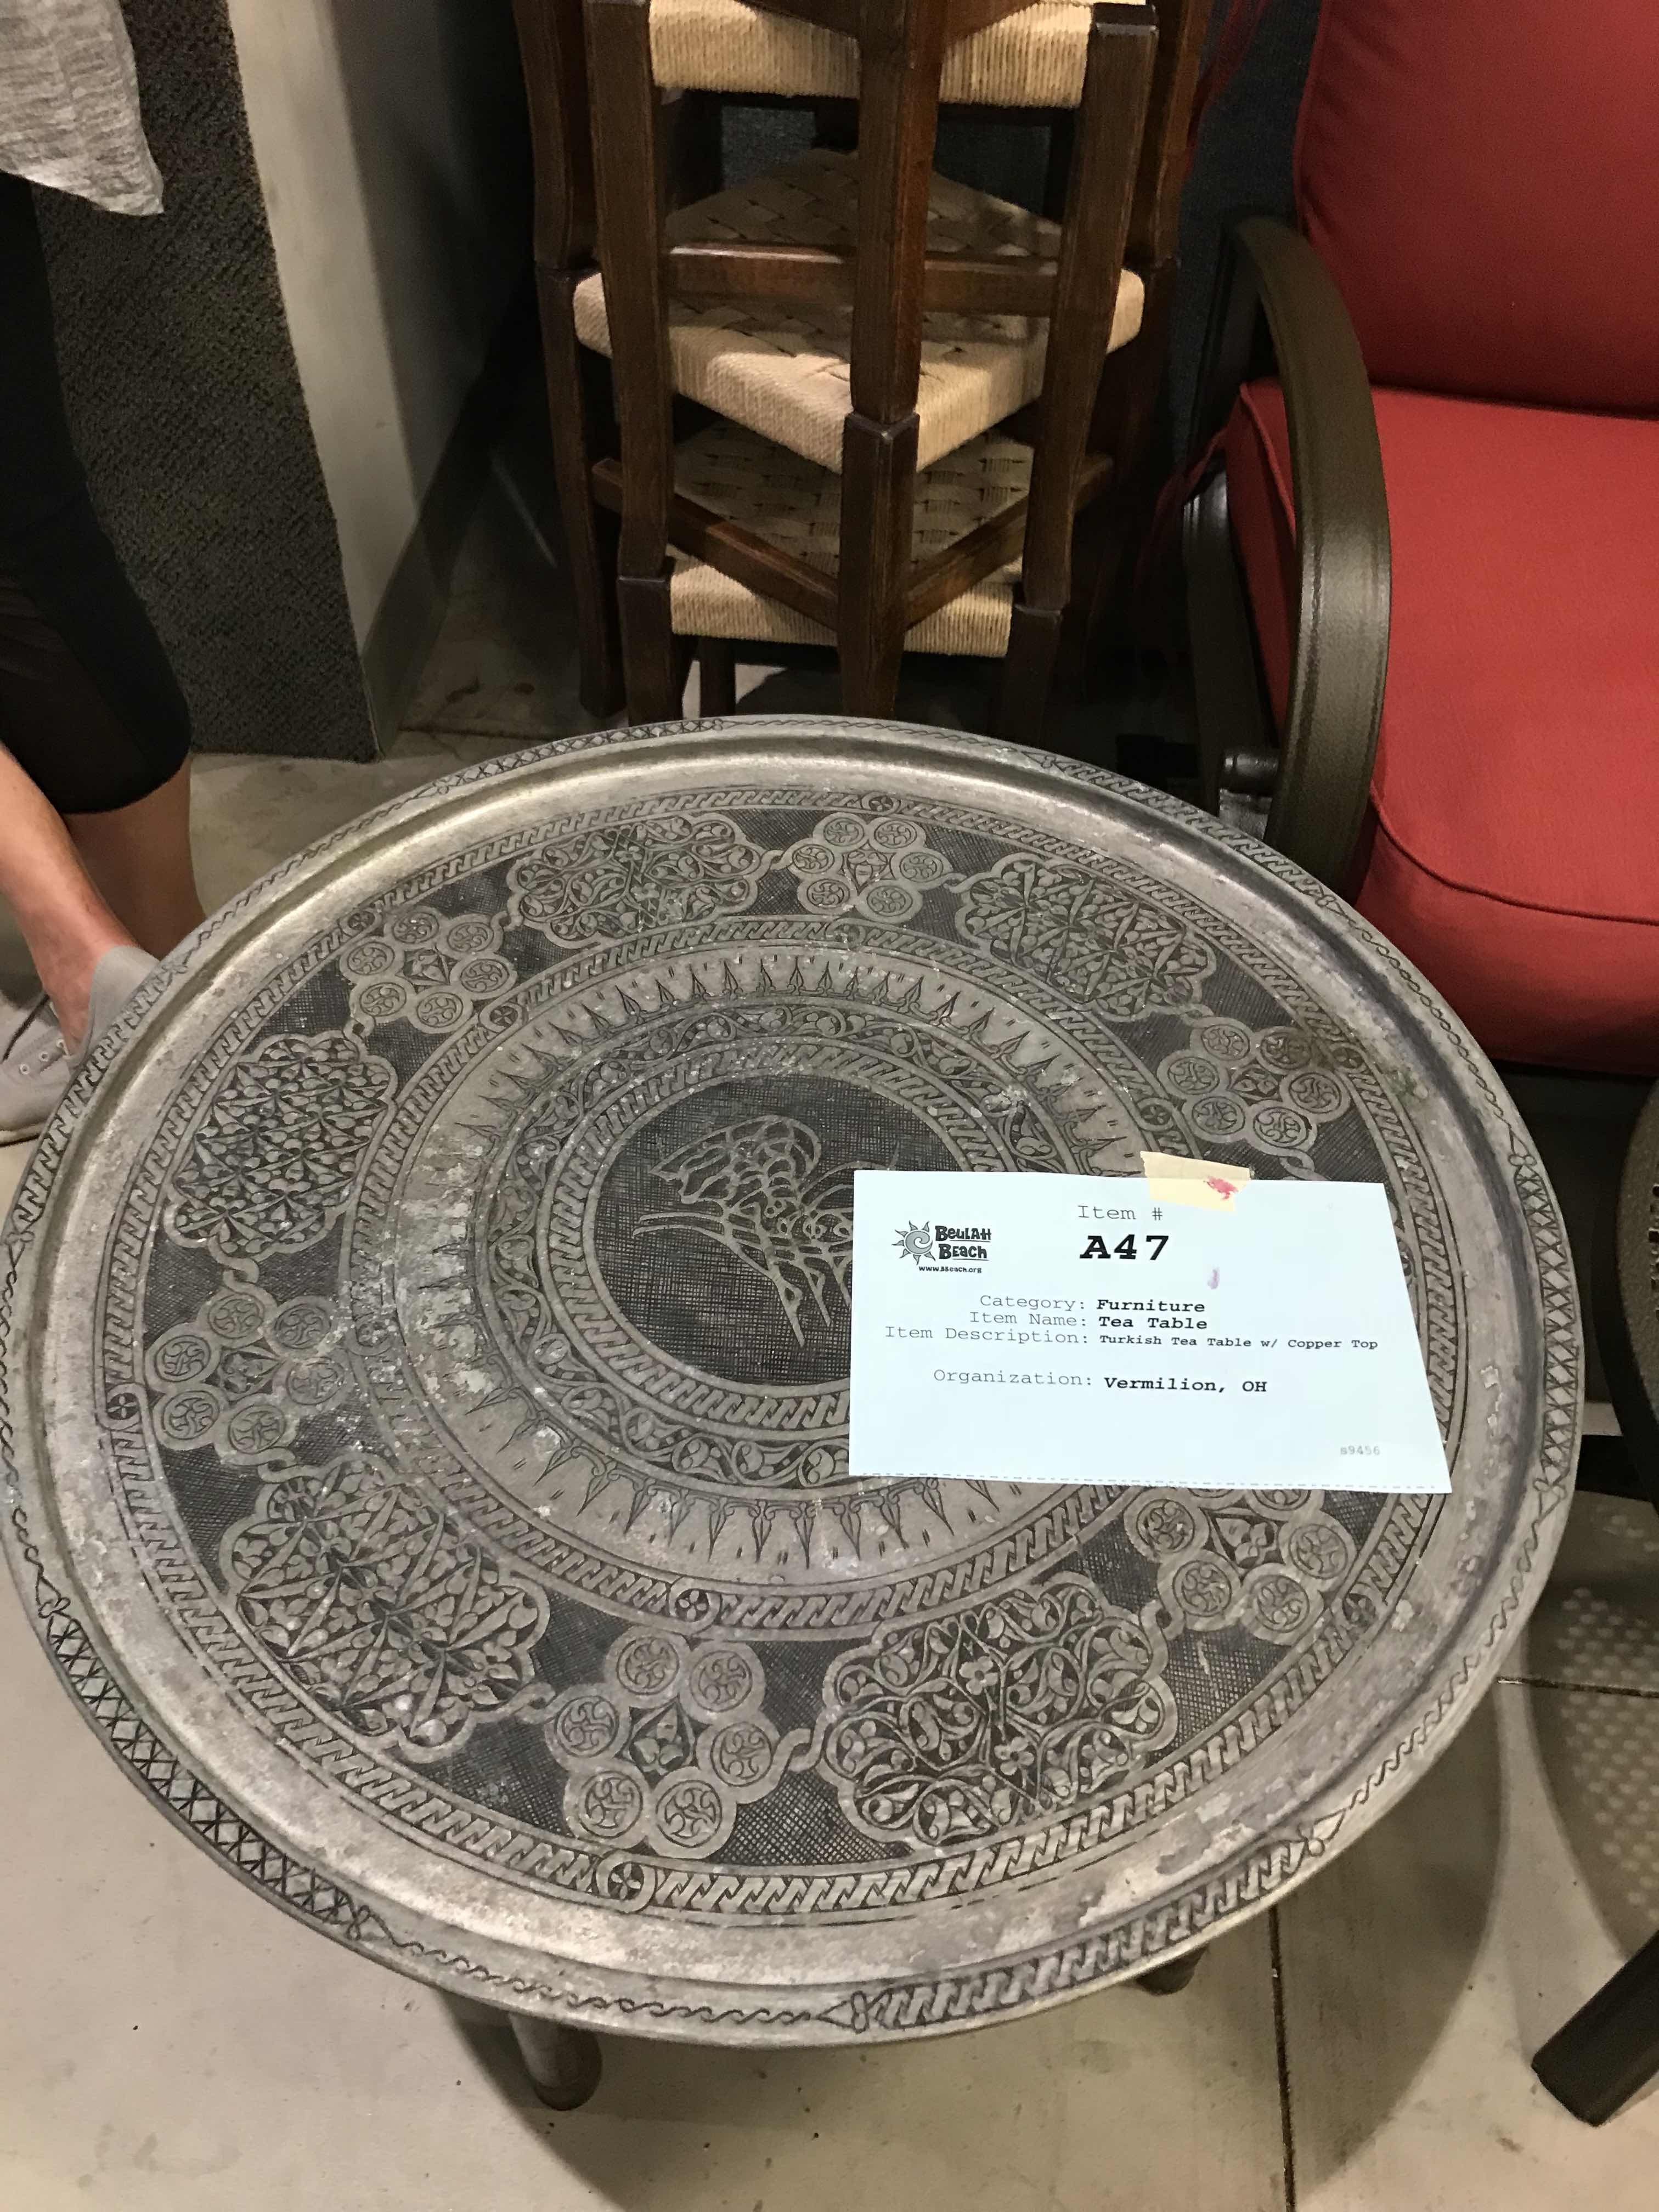 Item #
A47
BEULAH
BEACH
www.BBeach.org
Category: Furniture
Item Name: Tea Table
Item Description: Turkish Tea Table w/ Copper Top
Organization: Vermilion, OH
s9456